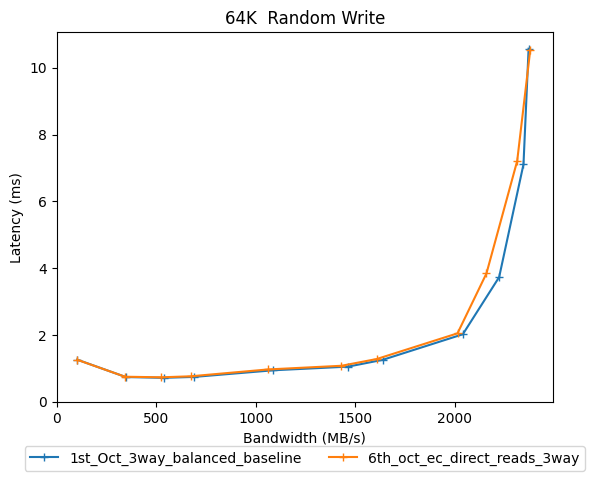 64K  Random Write
10
8
6
4
2
0
Latency (ms)
0 500 1000 1500 2000
Bandwidth (MB/s)
1st_Oct_3way_balanced_baseline 6th_oct_ec_direct_reads_3way